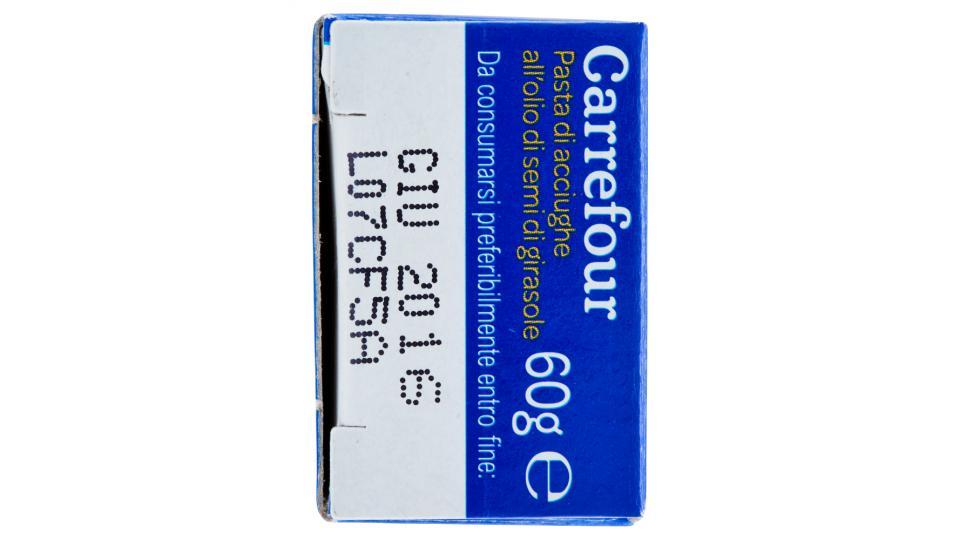 Carrefour
Pasta di acciughe
all'olio di semi di girasole
60g e
Da consumarsi preferibilmente entro fine:
GIU 2016
L07CF5A